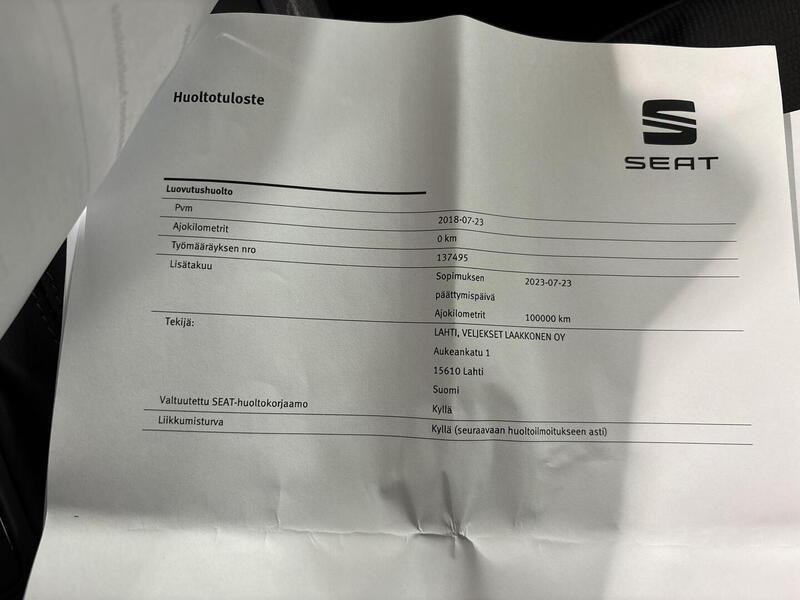 Huoltotuloste
SEAT
Luovutushuolto
Pvm 2018-07-23
Ajokilometrit 0 km
Työmääräyksen nro 137495
Lisätakuu Sopimuksen päättymispäivä 2023-07-23
Ajokilometrit 100000 km
Tekijä: LAHTI, VELJEKSET LAAKKONEN OY
Aukeankatu 1
15610 Lahti
Suomi
Valtuutettu SEAT-huoltokorjaamo Kyllä
Liikkumisturva Kyllä (seuraavaan huoltoilmoitukseen asti)